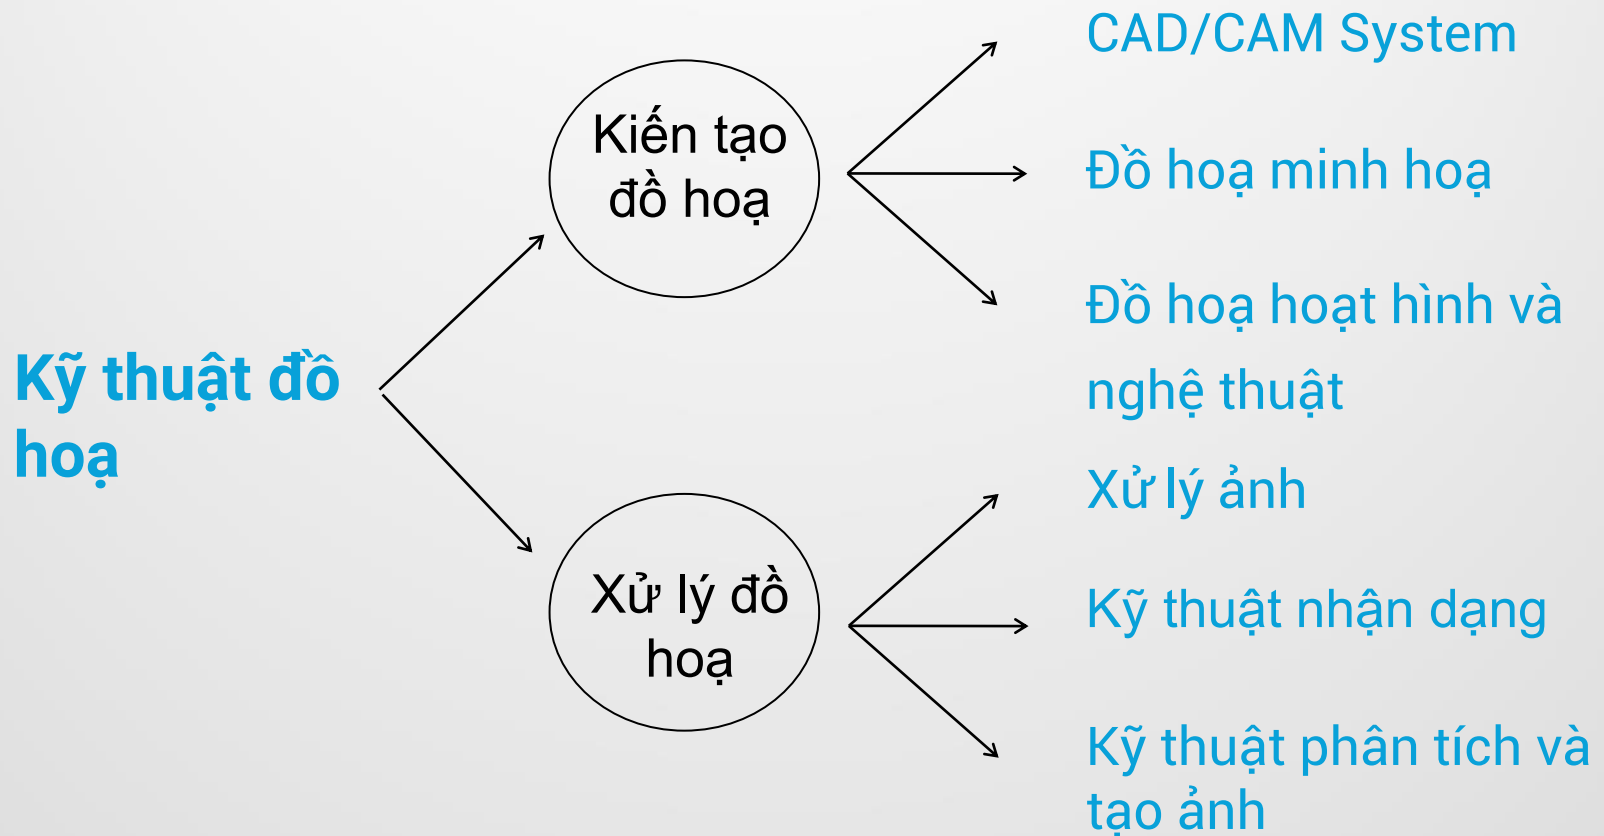 Kỹ thuật đồ
hoạ
Kiến tạo
đồ hoạ
CAD/CAM System
Đồ hoạ minh hoạ
Đồ hoạ hoạt hình và
nghệ thuật
Xử lý đồ
hoạ
Xử lý ảnh
Kỹ thuật nhận dạng
Kỹ thuật phân tích và
tạo ảnh